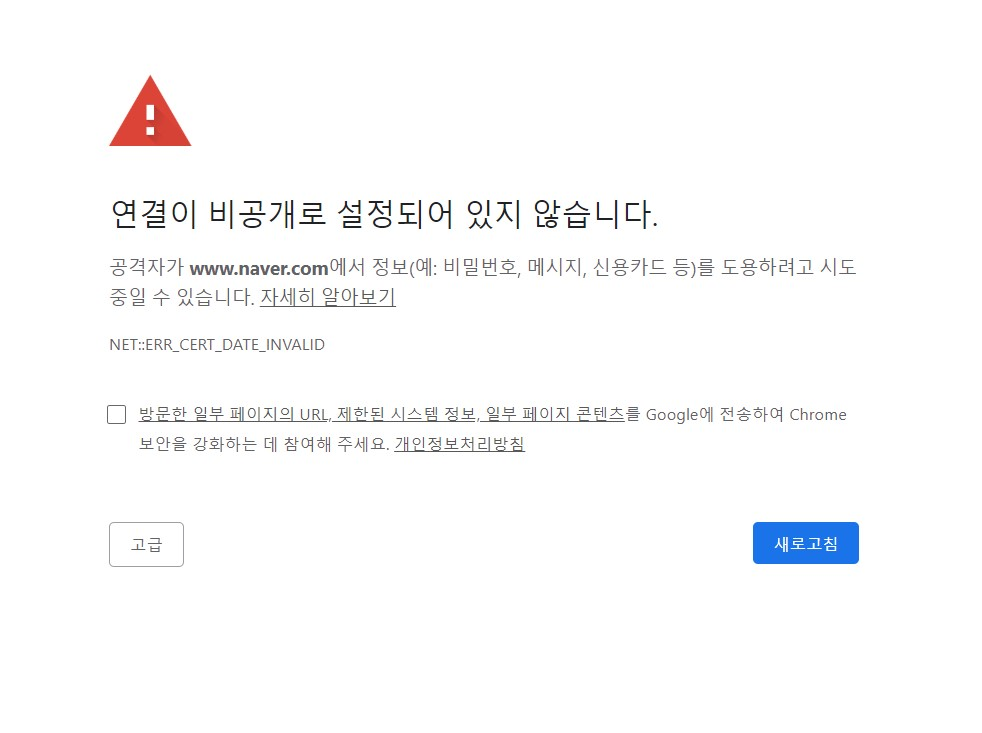 연결이 비공개로 설정되어 있지 않습니다.
공격자가 www.naver.com에서 정보(예: 비밀번호, 메시지, 신용카드 등)를 도용하려고 시도
중일 수 있습니다. 자세히 알아보기
NET::ERR_CERT_DATE_INVALID
방문한 일부 페이지의 URL, 제한된 시스템 정보, 일부 페이지 콘텐츠를 Google에 전송하여 Chrome
보안을 강화하는 데 참여해 주세요. 개인정보처리방침
고급
새로고침